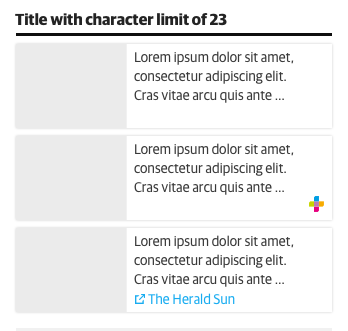 Title with character limit of 23
Lorem ipsum dolor sit amet,
consectetur adipiscing elit.
Cras vitae arcu quis ante ...
Lorem ipsum dolor sit amet,
consectetur adipiscing elit.
Cras vitae arcu quis ante ...
Lorem ipsum dolor sit amet,
consectetur adipiscing elit.
Cras vitae arcu quis ante ...
The Herald Sun